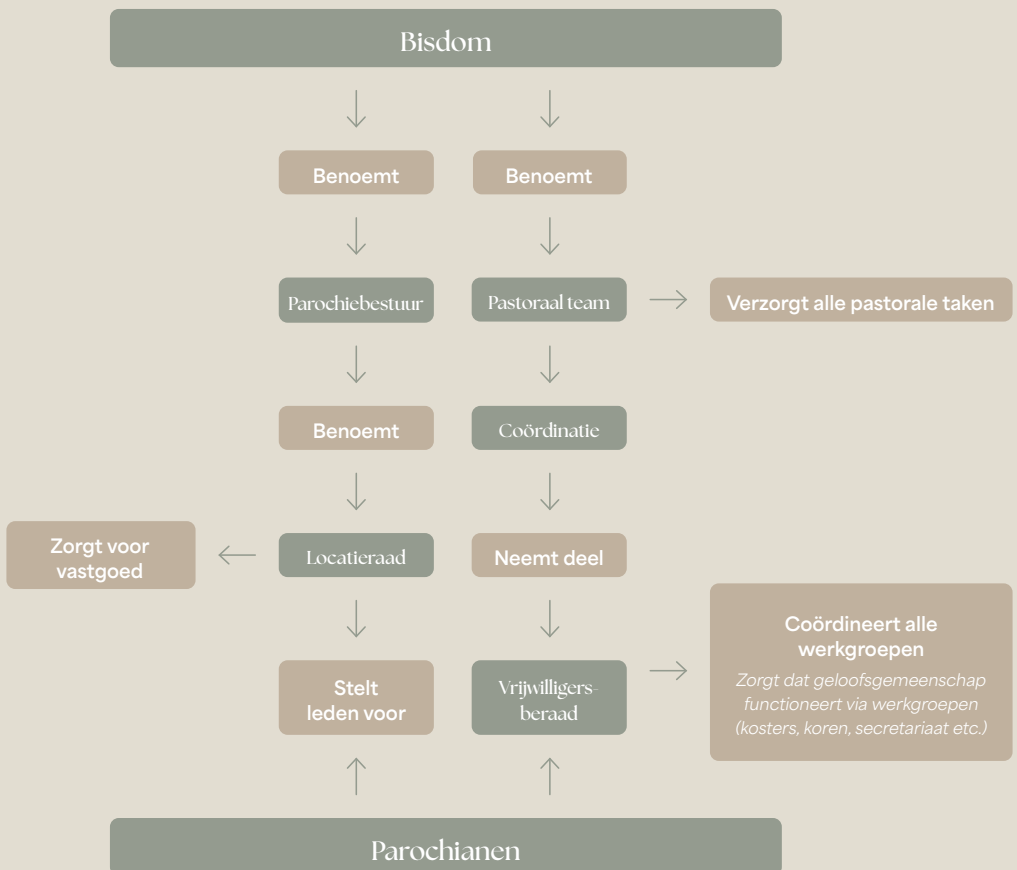 Bisdom
Benoemt
Benoemt
Parochiebestuur
Pastoraal team
Verzorgt alle pastorale taken
Benoemt
Coördinatie
Zorgt voor
vastgoed
Locatieraad
Neemt deel
Stelt
leden voor
Vrijwilligers-
beraad
Coördineert alle
werkgroepen
Zorgt dat geloofsgemeenschap
functioneert via werkgroepen
(kosters, koren, secretariaat etc.)
Parochianen